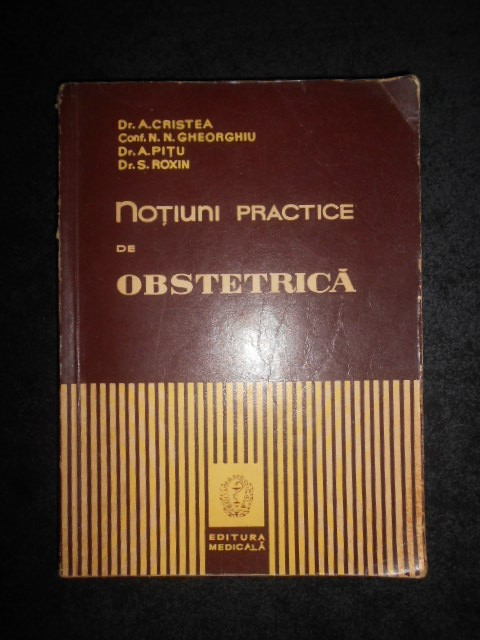 Dr. A. CRISTEA
Conf. N. N. GHEORGHIU
Dr. A. PIȚU
Dr. S. ROXIN
NOȚIUNI PRACTICE
DE
OBSTETRICĂ
EDITURA
MEDICALĂ